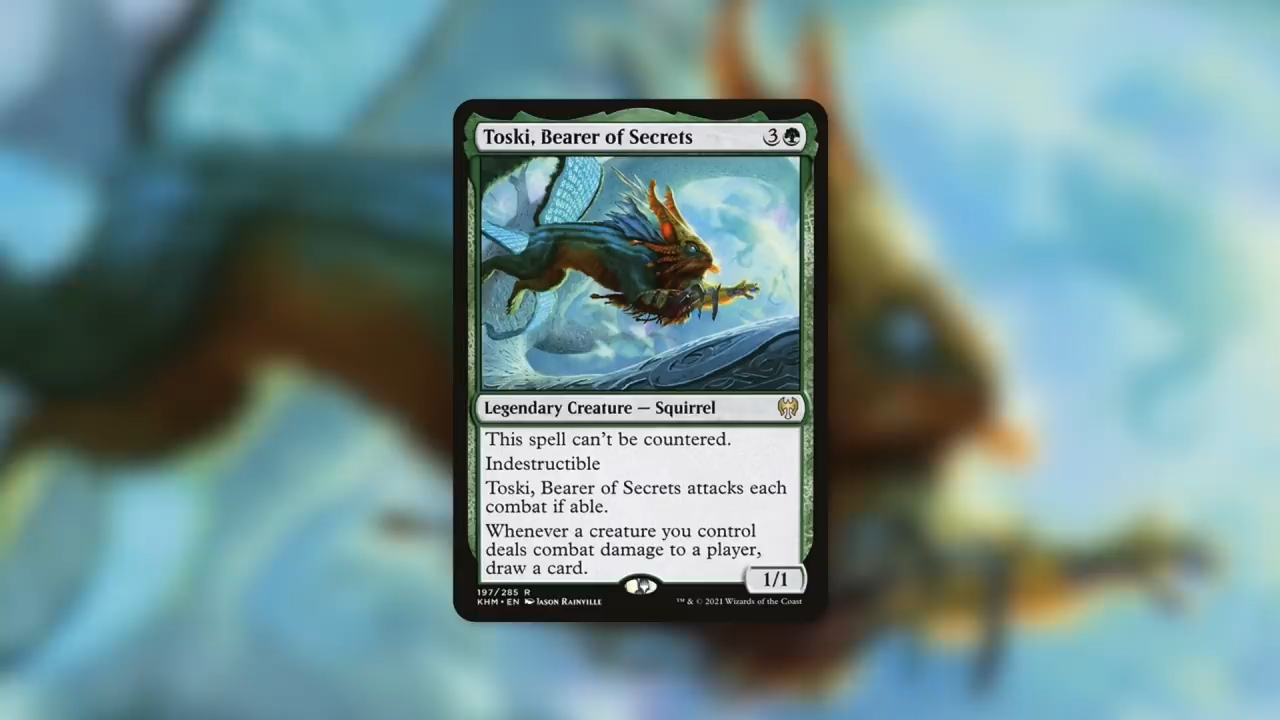 Toski, Bearer of Secrets 3
Legendary Creature — Squirrel
This spell can't be countered.
Indestructible
Toski, Bearer of Secrets attacks each
combat if able.
Whenever a creature you control
deals combat damage to a player,
draw a card.
1/1
197/285 R
KHM • EN Jason Rainville
™ & © 2021 Wizards of the Coast